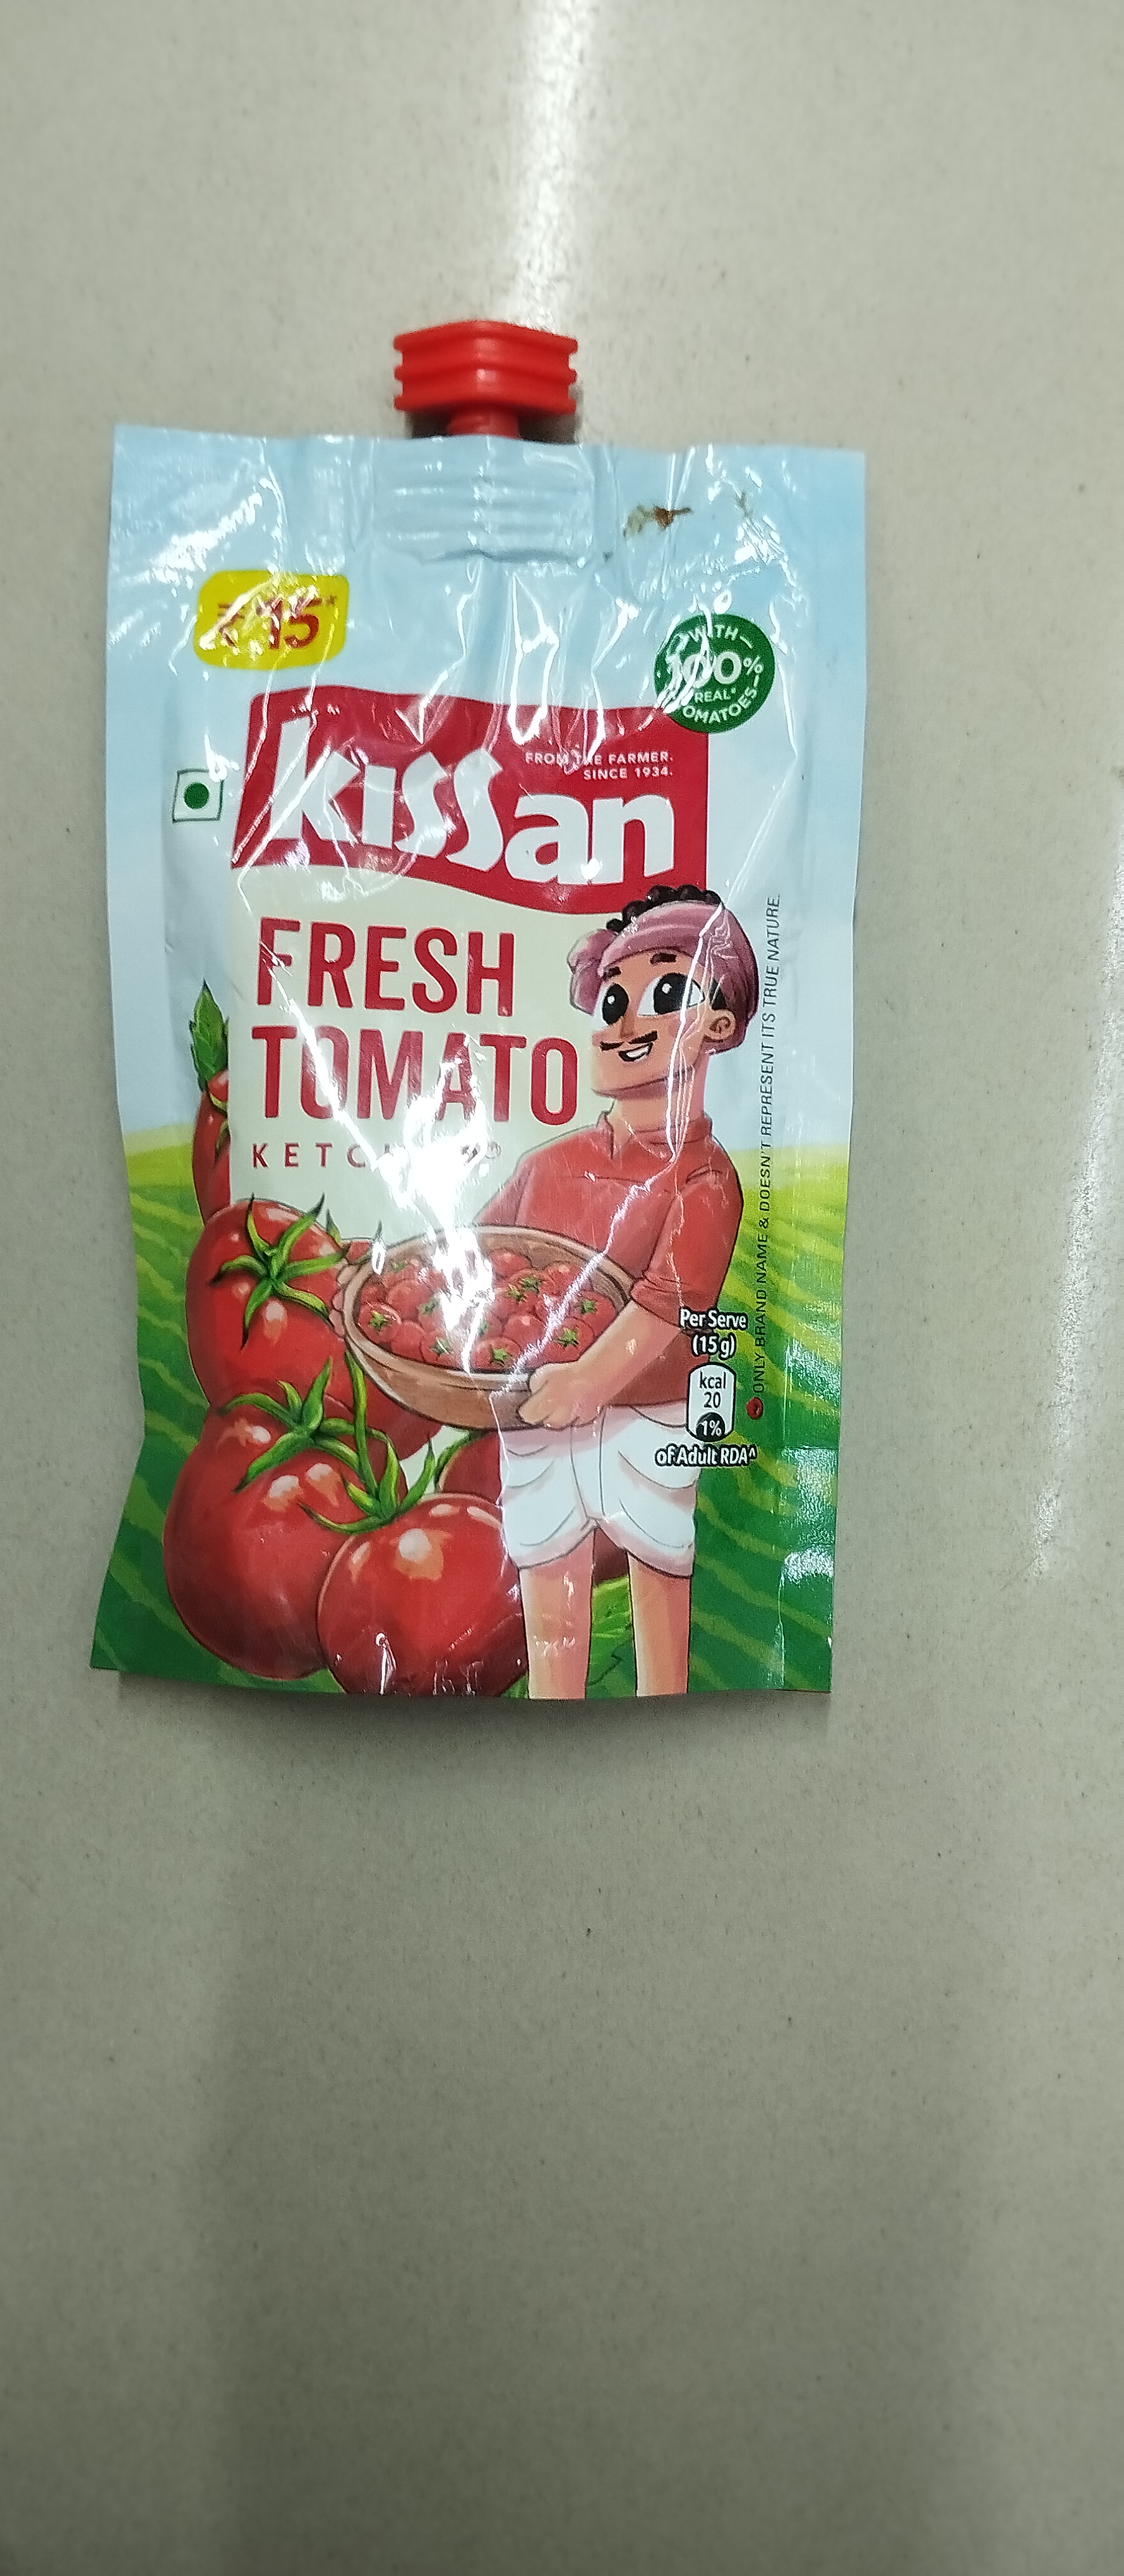 ₹15
WITH
100%
REAL*
TOMATOES
kissan
FROM THE FARMER.
SINCE 1934.
FRESH
TOMATO
Per Serve
(15g)
kcal
20
1%
of Adult RDA^
ONLY BRAND NAME & DOESN'T REPRESENT ITS TRUE NATURE.